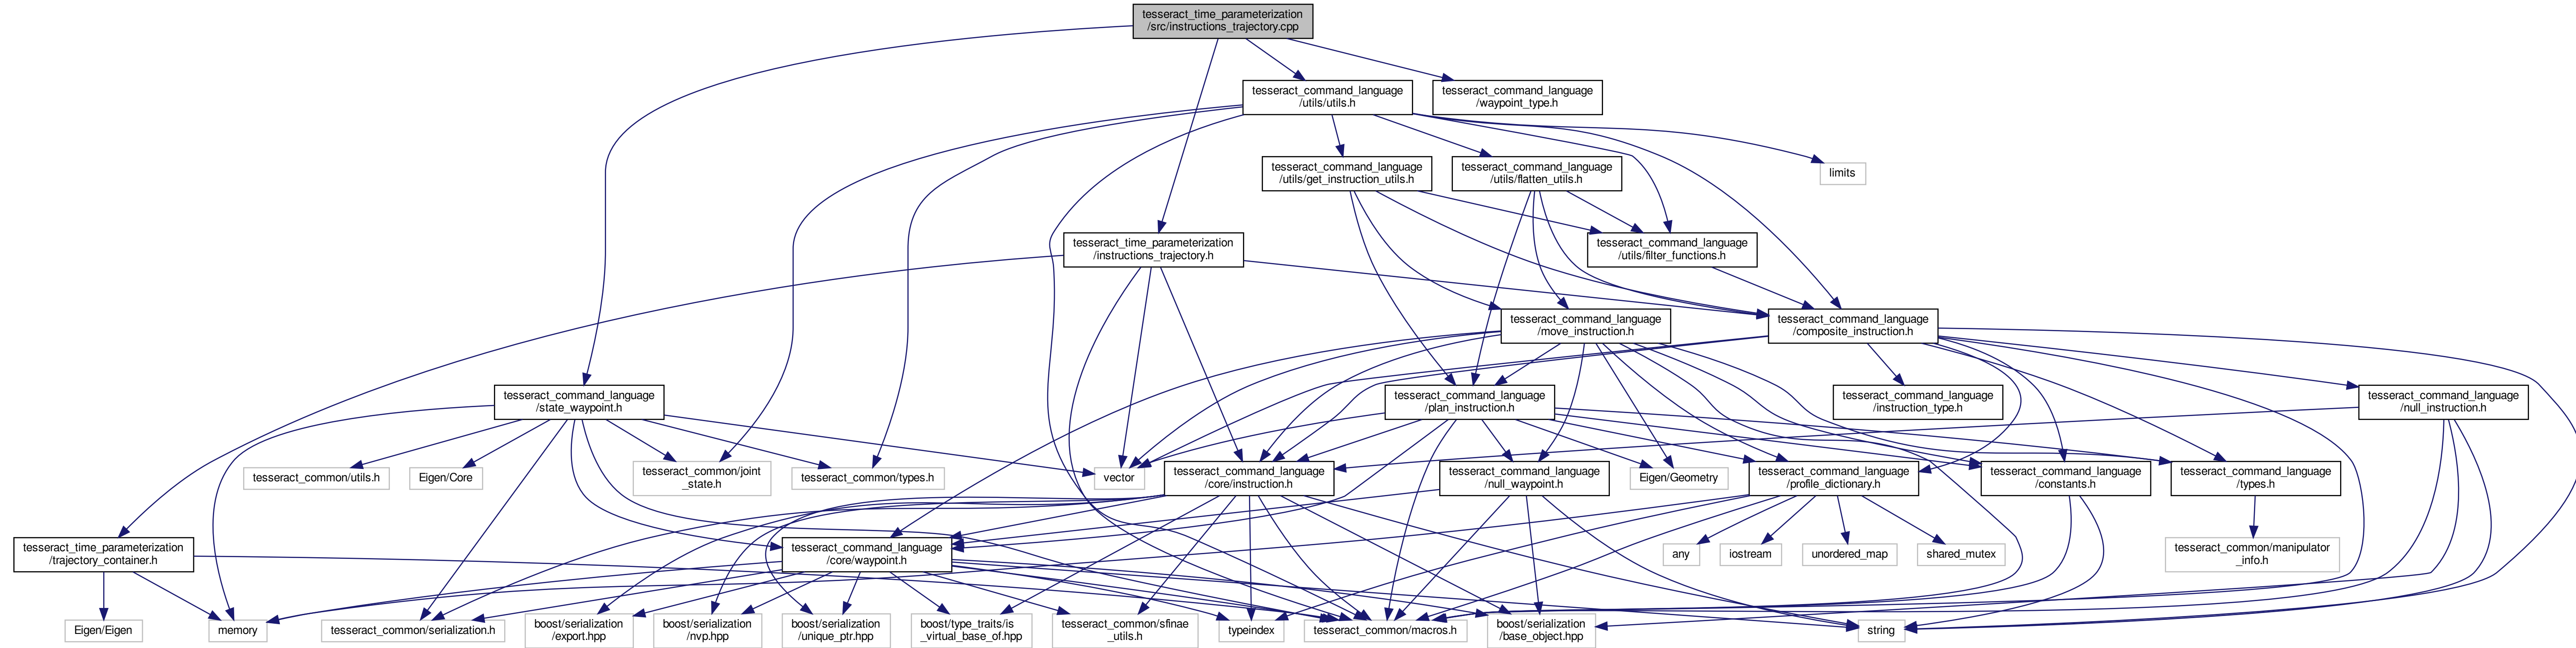 tesseract_time_parameterization
/src/instructions_trajectory.cpp
tesseract_command_language
/utils/utils.h
tesseract_command_language
/waypoint_type.h
tesseract_command_language
/utils/get_instruction_utils.h
tesseract_command_language
/utils/flatten_utils.h
limits
tesseract_time_parameterization
/instructions_trajectory.h
tesseract_command_language
/utils/filter_functions.h
tesseract_command_language
/move_instruction.h
tesseract_command_language
/composite_instruction.h
tesseract_command_language
/state_waypoint.h
tesseract_command_language
/plan_instruction.h
tesseract_command_language
/instruction_type.h
tesseract_command_language
/null_instruction.h
tesseract_common/utils.h
Eigen/Core
tesseract_common/joint
_state.h
tesseract_common/types.h
vector
tesseract_command_language
/core/instruction.h
tesseract_command_language
/null_waypoint.h
Eigen/Geometry
tesseract_command_language
/profile_dictionary.h
tesseract_command_language
/constants.h
tesseract_command_language
/types.h
tesseract_time_parameterization
/trajectory_container.h
tesseract_command_language
/core/waypoint.h
any
iostream
unordered_map
shared_mutex
tesseract_common/manipulator
_info.h
Eigen/Eigen
memory
tesseract_common/serialization.h
boost/serialization
/export.hpp
boost/serialization
/nvp.hpp
boost/serialization
/unique_ptr.hpp
boost/type_traits/is
_virtual_base_of.hpp
tesseract_common/sfinae
_utils.h
typeindex
tesseract_common/macros.h
boost/serialization
/base_object.hpp
string